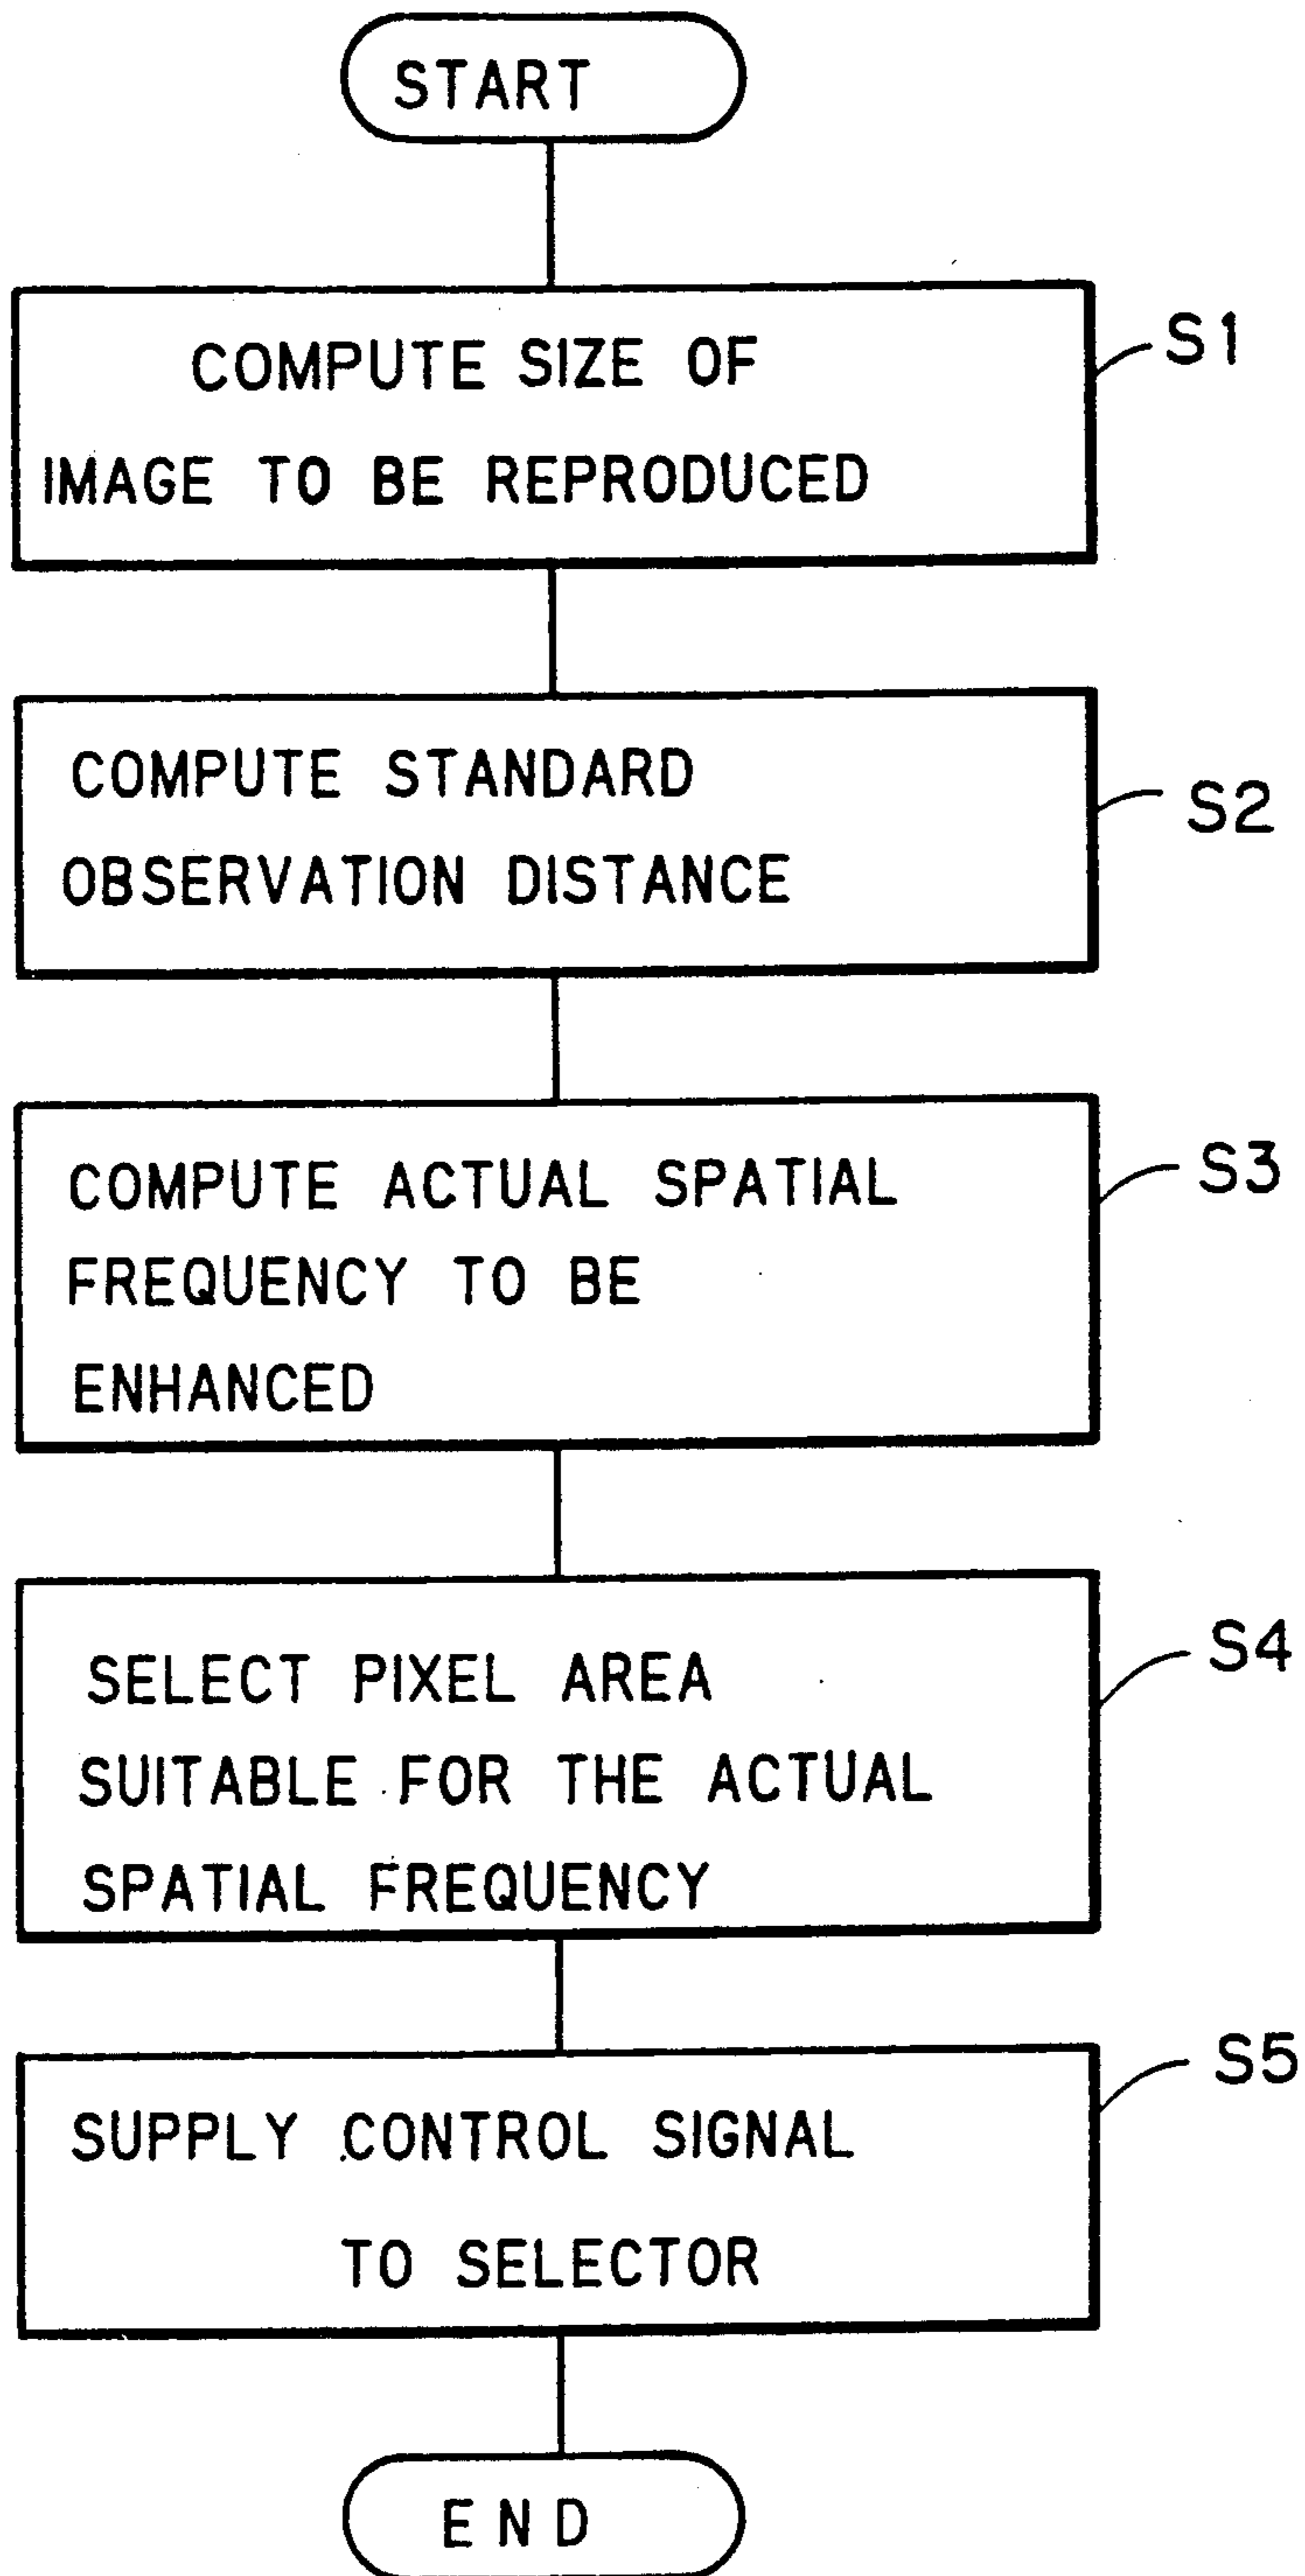 START
COMPUTE SIZE OF
IMAGE TO BE REPRODUCED
S1
COMPUTE STANDARD
OBSERVATION DISTANCE
S2
COMPUTE ACTUAL SPATIAL
FREQUENCY TO BE
ENHANCED
S3
SELECT PIXEL AREA
SUITABLE FOR THE ACTUAL
SPATIAL FREQUENCY
S4
SUPPLY CONTROL SIGNAL
TO SELECTOR
S5
END